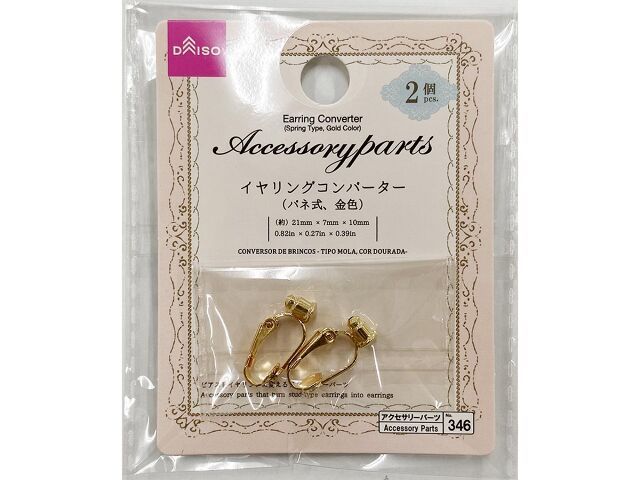 DAISO
2個
pcs.
Earring Converter
(Spring Type, Gold Color)
Accessory parts
イヤリングコンバーター
(バネ式、金色)
(約) 21mm × 7mm × 10mm
0.82in × 0.27in × 0.39in
CONVERSOR DE BRINCOS - TIPO MOLA, COR DOURADA-
Accessory parts that turn stud-type earrings into earrings
アクセサリーパーツ
Accessory Parts
No.
346